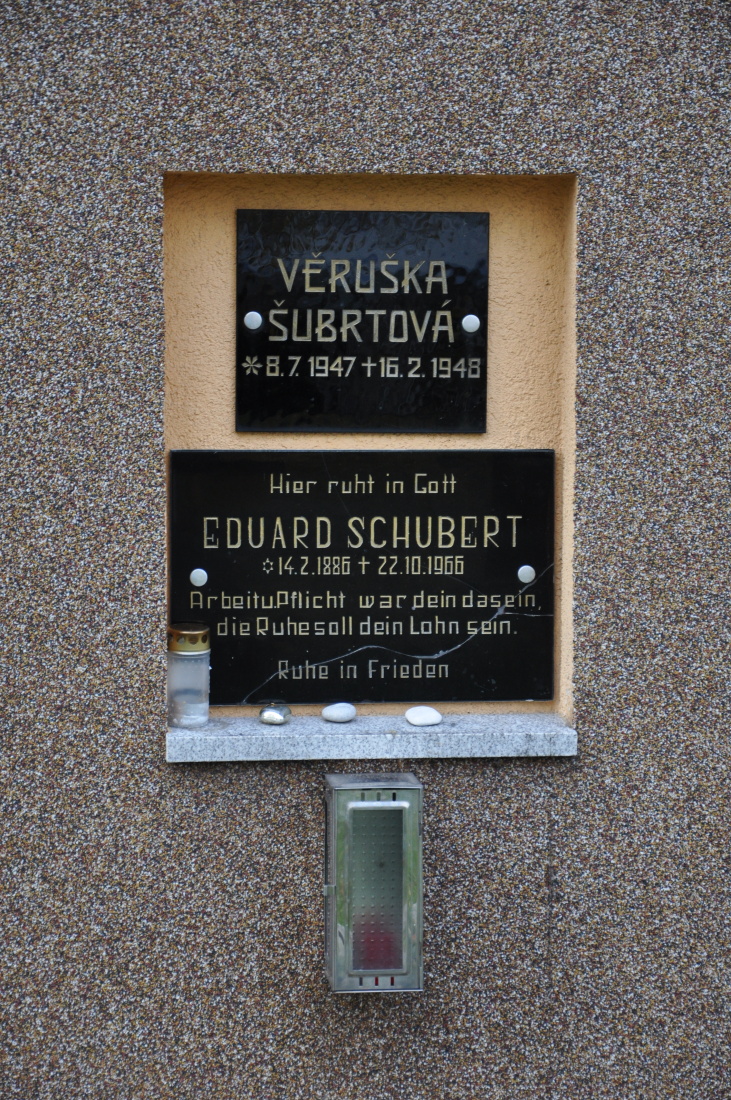 VĚRUŠKA
ŠUBRTOVÁ
*8.7.1947 †16.2.1948
Hier ruht in Gott
EDUARD SCHUBERT
*14.2.1886 † 22.10.1966
Arbeit u. Pflicht war dein dasein,
die Ruhe soll dein Lohn sein.
Ruhe in Frieden